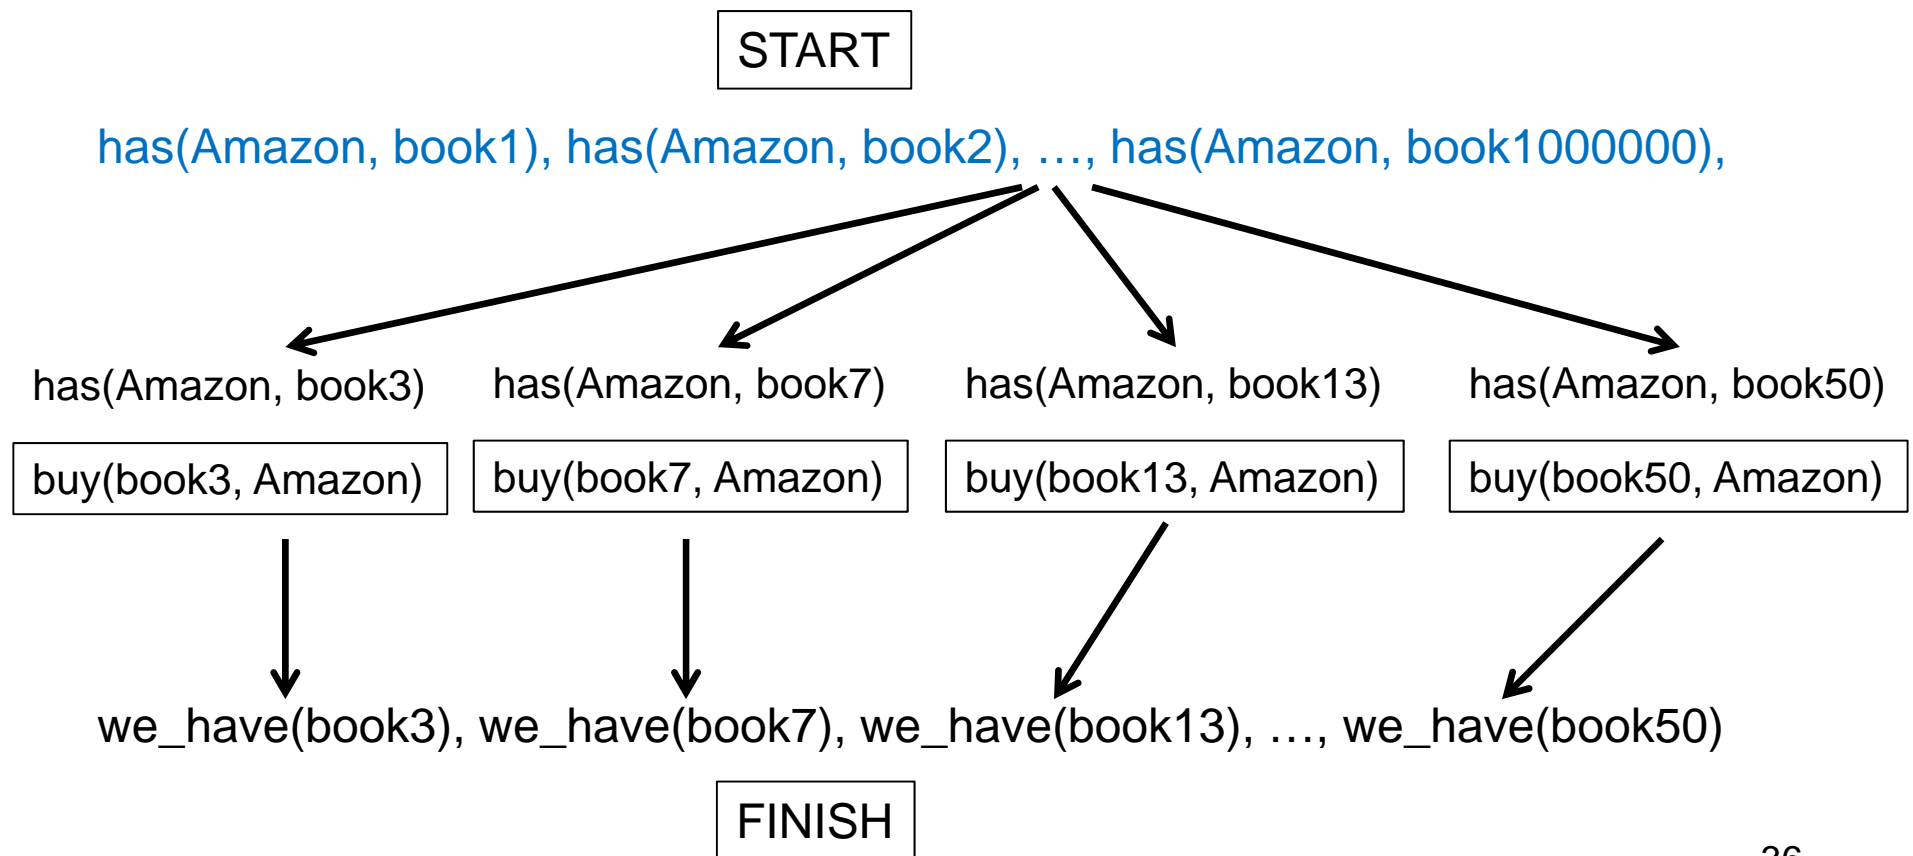 START
has(Amazon, book1), has(Amazon, book2), …, has(Amazon, book1000000),
has(Amazon, book3) has(Amazon, book7) has(Amazon, book13) has(Amazon, book50)
buy(book3, Amazon) buy(book7, Amazon) buy(book13, Amazon) buy(book50, Amazon)
we_have(book3), we_have(book7), we_have(book13), …, we_have(book50)
FINISH